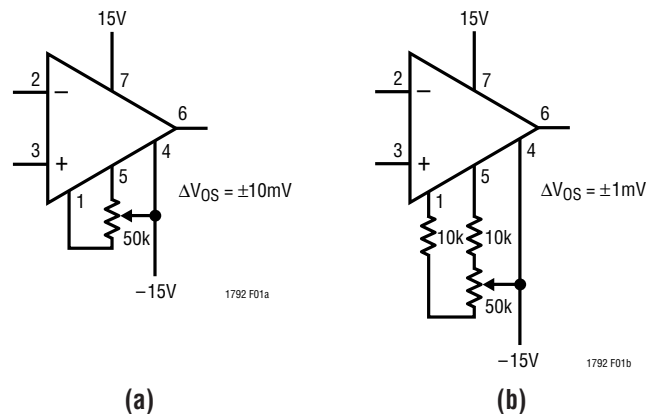 15V
2
7
–
6
3
+
4
5
1
ΔVOS = ±10mV
50k
–15V
1792 F01a
(a)
15V
2
7
–
6
3
+
4
5
1
ΔVOS = ±1mV
10k
10k
50k
–15V
1792 F01b
(b)